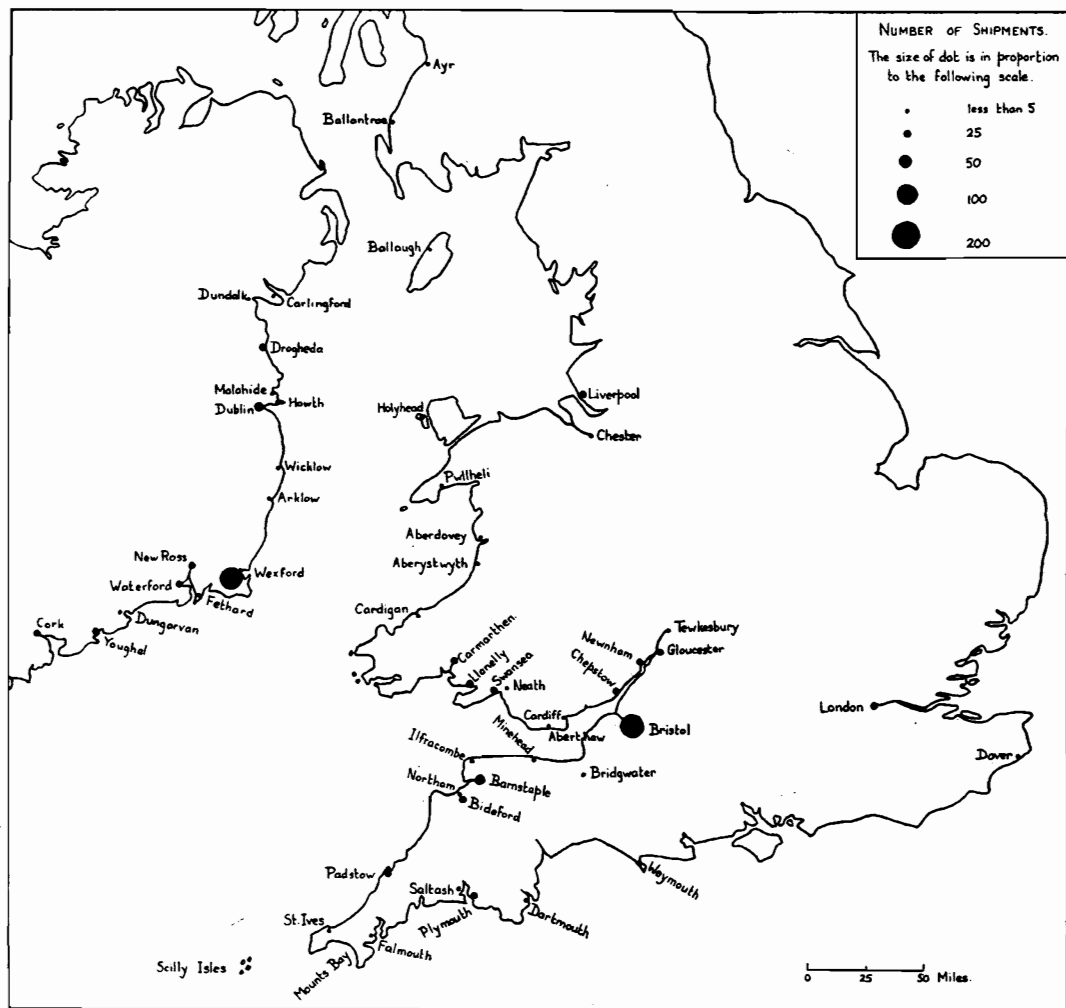 NUMBER OF SHIPMENTS.
The size of dot is in proportion
to the following scale.
less than 5
25
50
100
200
Ayr
Ballantrae
Ballaugh
Dundalk
Carlingford
Drogheda
Malahide
Howth
Dublin
Liverpool
Holyhead
Chester
Wicklow
Pwllheli
Arklow
Aberdovey
Aberystwyth
New Ross
Wexford
Waterford
Fethard
Dungarvan
Cork
Youghal
Cardigan
Carmarthen.
Llanelly
Swansea
Neath
Tewkesbury
Newnham
Gloucester
Chepstow
Cardiff
Aberthaw
Bristol
London
Dover
Minehead
Ilfracombe
Bridgwater
Barnstaple
Northam
Bideford
Padstow
Saltash
Plymouth
Dartmouth
Weymouth
St. Ives
Falmouth
Mounts Bay
Scilly Isles
0 25 50 Miles.